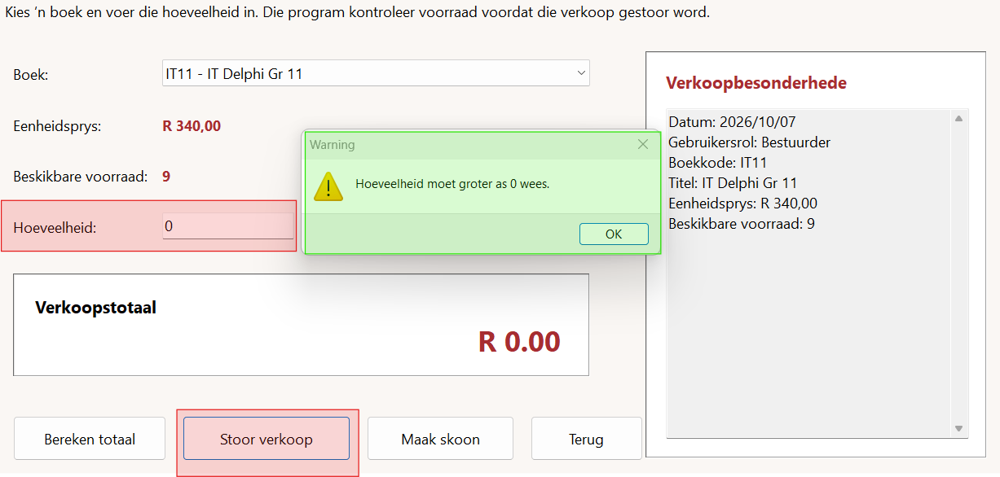 Kies ‘n boek en voer die hoeveelheid in. Die program kontroleer voorraad voordat die verkoop gestoor word.
Boek:
IT11 - IT Delphi Gr 11
Eenheidsprys:
R 340,00
Beskikbare voorraad:
9
Hoeveelheid:
0
Warning
Hoeveelheid moet groter as 0 wees.
OK
Verkoopstotaal
R 0.00
Bereken totaal
Stoor verkoop
Maak skoon
Terug
Verkoopbesonderhede
Datum: 2026/10/07
Gebruikersrol: Bestuurder
Boekkode: IT11
Titel: IT Delphi Gr 11
Eenheidsprys: R 340,00
Beskikbare voorraad: 9